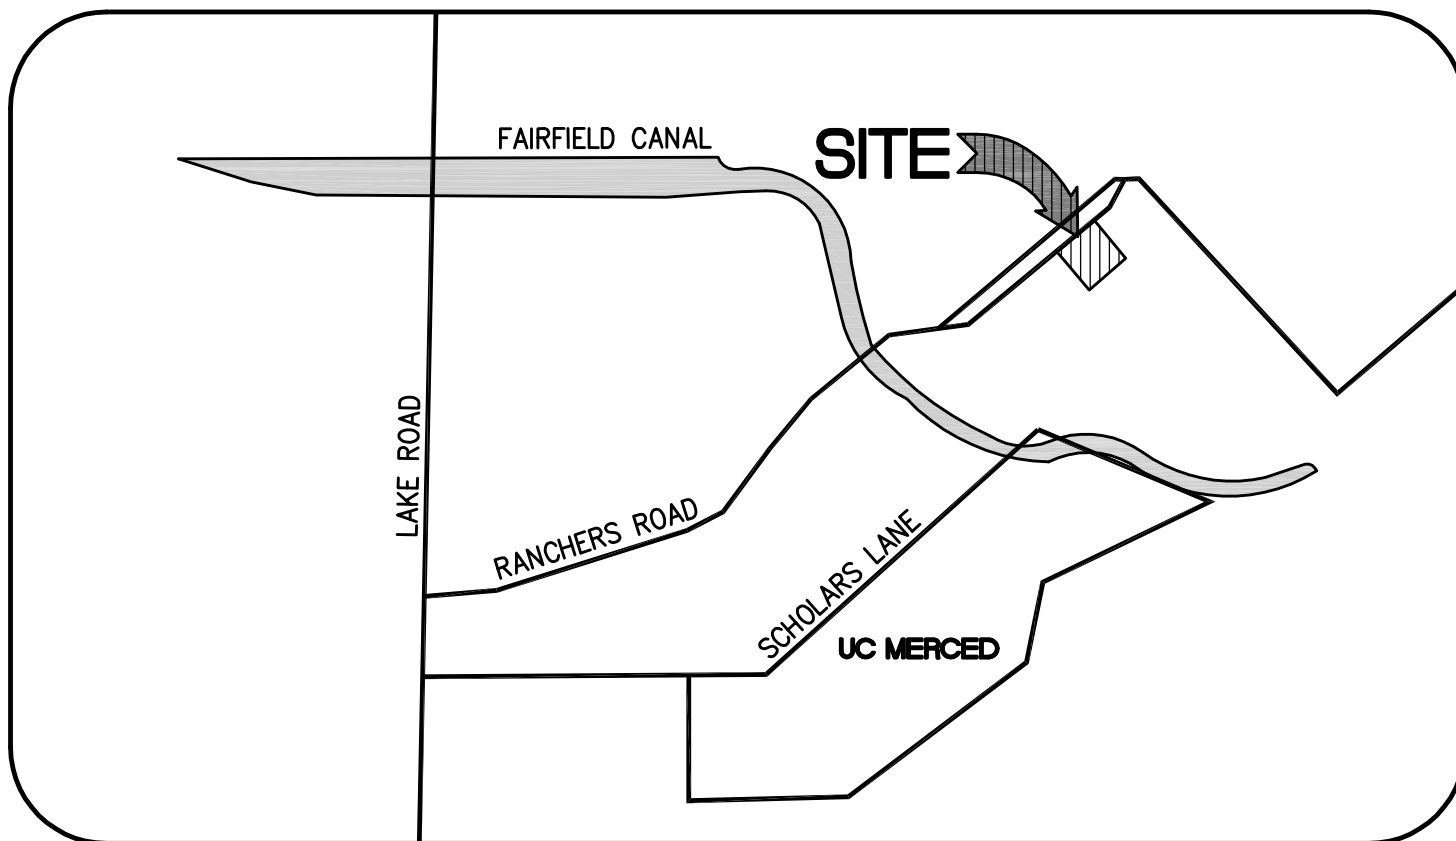 FAIRFIELD CANAL
SITE
LAKE ROAD
RANCHERS ROAD
SCHOLARS LANE
UC MERCED